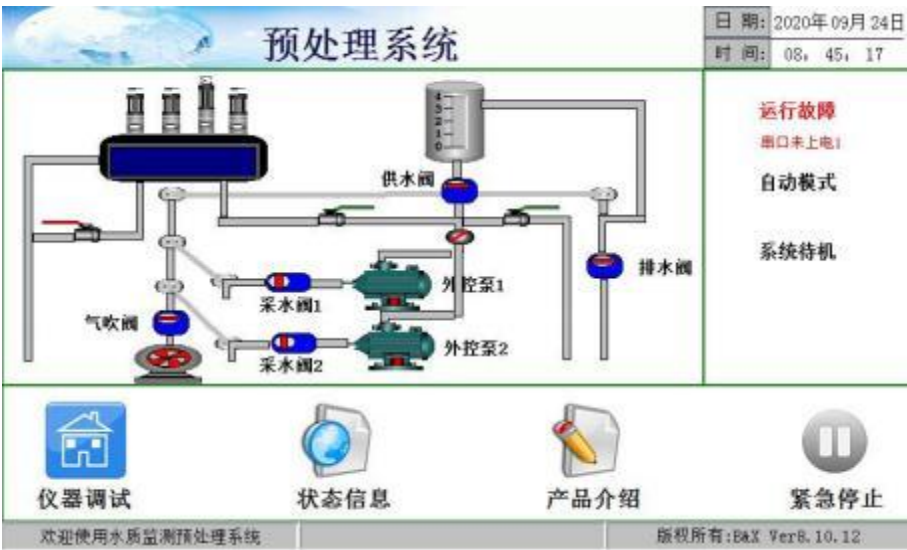 预处理系统
日 期: 2020年09月24日
时 间: 08: 45: 17
运行故障
串口未上电!
自动模式
系统待机
4
3
2
1
0
供水阀
排水阀
采水阀1
外控泵1
气吹阀
采水阀2
外控泵2
仪器调试
状态信息
产品介绍
紧急停止
欢迎使用水质监测预处理系统
版权所有:B&X Ver8.10.12